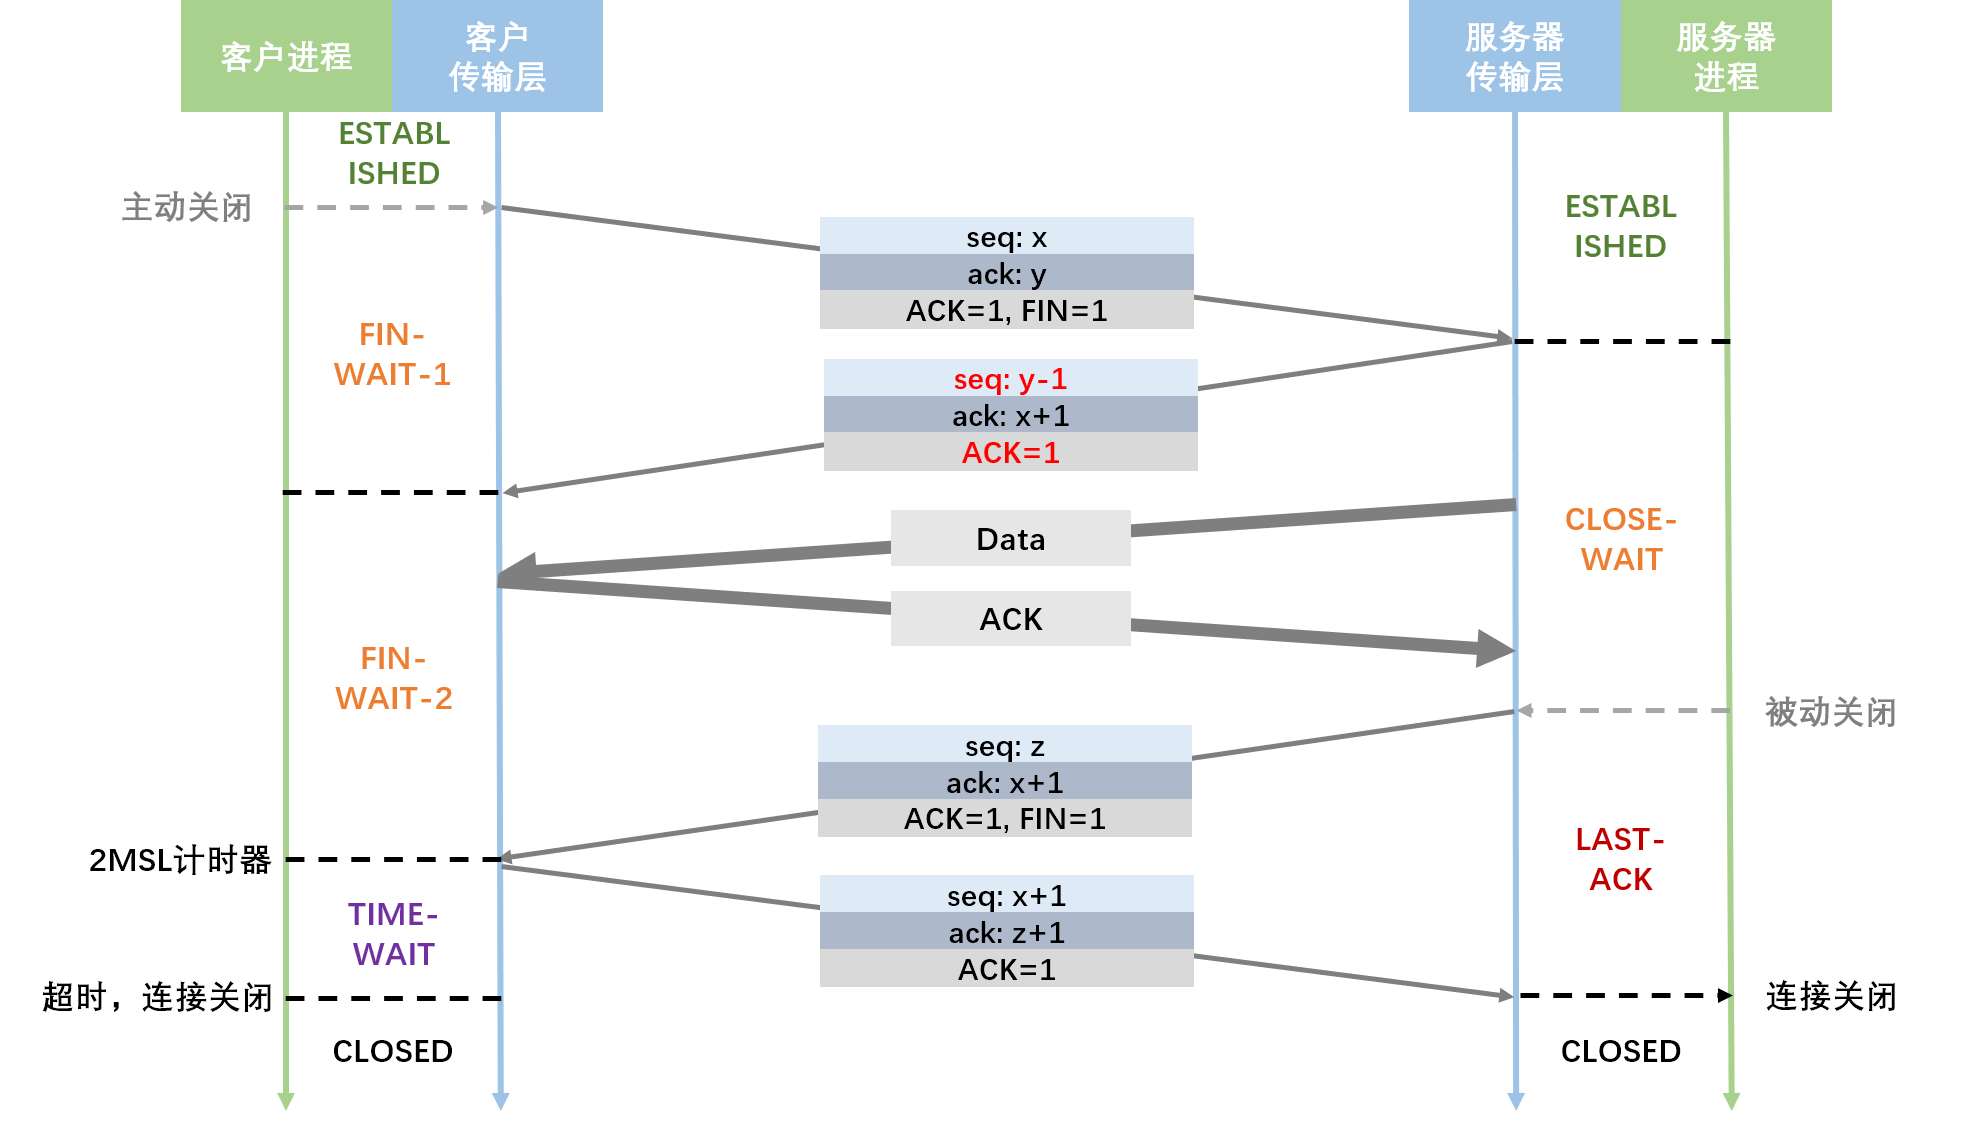 客户进程
客户
传输层
服务器
传输层
服务器
进程
ESTABL
ISHED
主动关闭
ESTABL
ISHED
seq: x
ack: y
ACK=1, FIN=1
FIN-
WAIT-1
seq: y-1
ack: x+1
ACK=1
Data
CLOSE-
WAIT
ACK
FIN-
WAIT-2
被动关闭
seq: z
ack: x+1
ACK=1, FIN=1
2MSL计时器
LAST-
ACK
TIME-
WAIT
seq: x+1
ack: z+1
ACK=1
超时，连接关闭
连接关闭
CLOSED
CLOSED